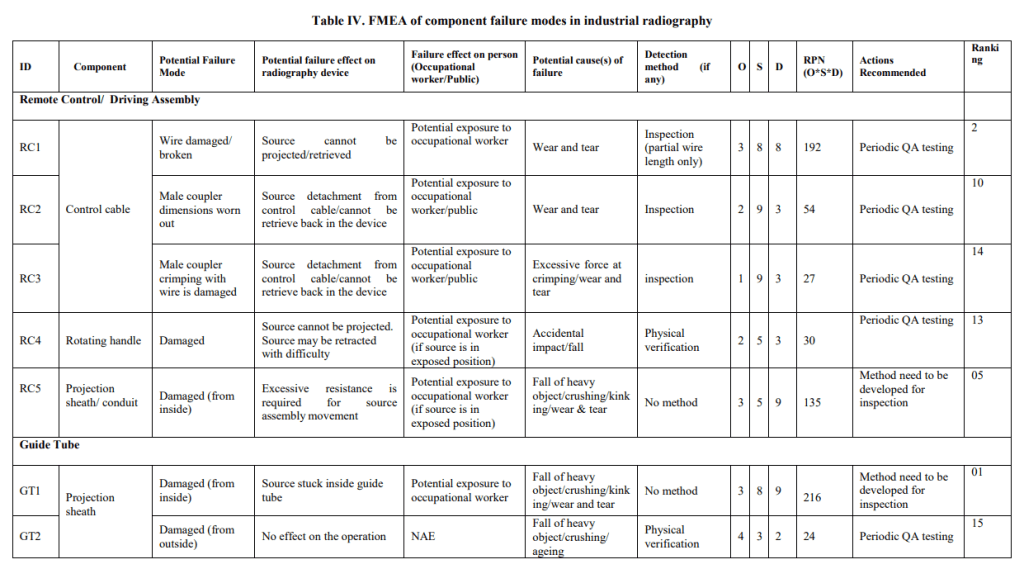 Table IV. FMEA of component failure modes in industrial radiography
ID Component Potential Failure Mode Potential failure effect on radiography device Failure effect on person (Occupational worker/Public) Potential cause(s) of failure Detection method (if any) O S D RPN (O*S*D) Actions Recommended Ranki ng
Remote Control/ Driving Assembly
RC1 Control cable Wire damaged/ broken Source cannot be projected/retrieved Potential exposure to occupational worker Wear and tear Inspection (partial wire length only) 3 8 8 192 Periodic QA testing 2
RC2 Male coupler dimensions worn out Source detachment from control cable/cannot be retrieve back in the device Potential exposure to occupational worker/public Wear and tear Inspection 2 9 3 54 Periodic QA testing 10
RC3 Male coupler crimping with wire is damaged Source detachment from control cable/cannot be retrieve back in the device Potential exposure to occupational worker/public Excessive force at crimping/wear and tear inspection 1 9 3 27 Periodic QA testing 14
RC4 Rotating handle Damaged Source cannot be projected. Source may be retracted with difficulty Potential exposure to occupational worker (if source is in exposed position) Accidental impact/fall Physical verification 2 5 3 30 Periodic QA testing 13
RC5 Projection sheath/ conduit Damaged (from inside) Excessive resistance is required for source assembly movement Potential exposure to occupational worker (if source is in exposed position) Fall of heavy object/crushing/kink ing/wear & tear No method 3 5 9 135 Method need to be developed for inspection 05
Guide Tube
GT1 Projection sheath Damaged (from inside) Source stuck inside guide tube Potential exposure to occupational worker Fall of heavy object/crushing/kink ing/wear and tear No method 3 8 9 216 Method need to be developed for inspection 01
GT2 Damaged (from outside) No effect on the operation NAE Fall of heavy object/crushing/ ageing Physical verification 4 3 2 24 Periodic QA testing 15